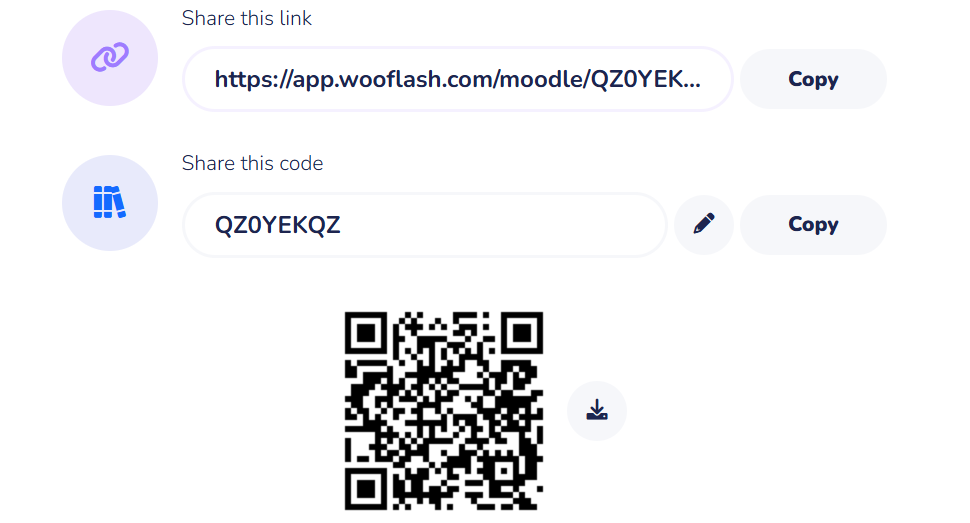 Share this link
https://app.wooflash.com/moodle/QZ0YEK...
Copy
Share this code
QZ0YEKQZ
Copy